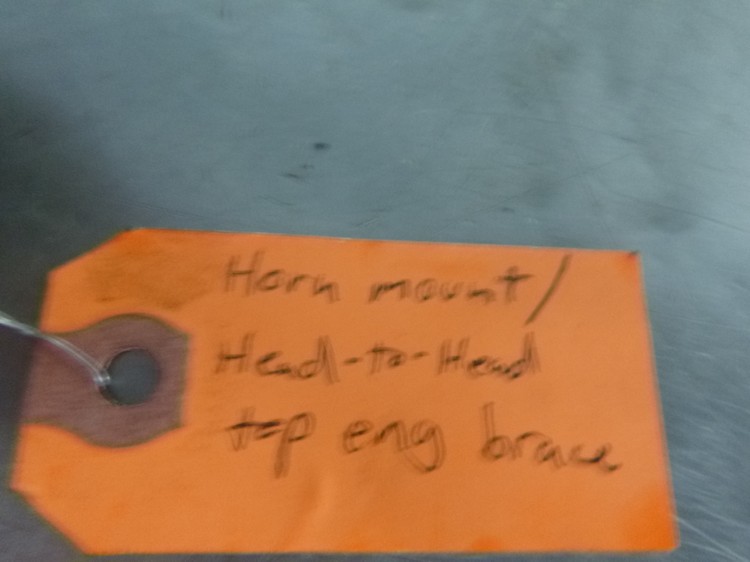 Horn mount/
Head-to-Head
top eng brace